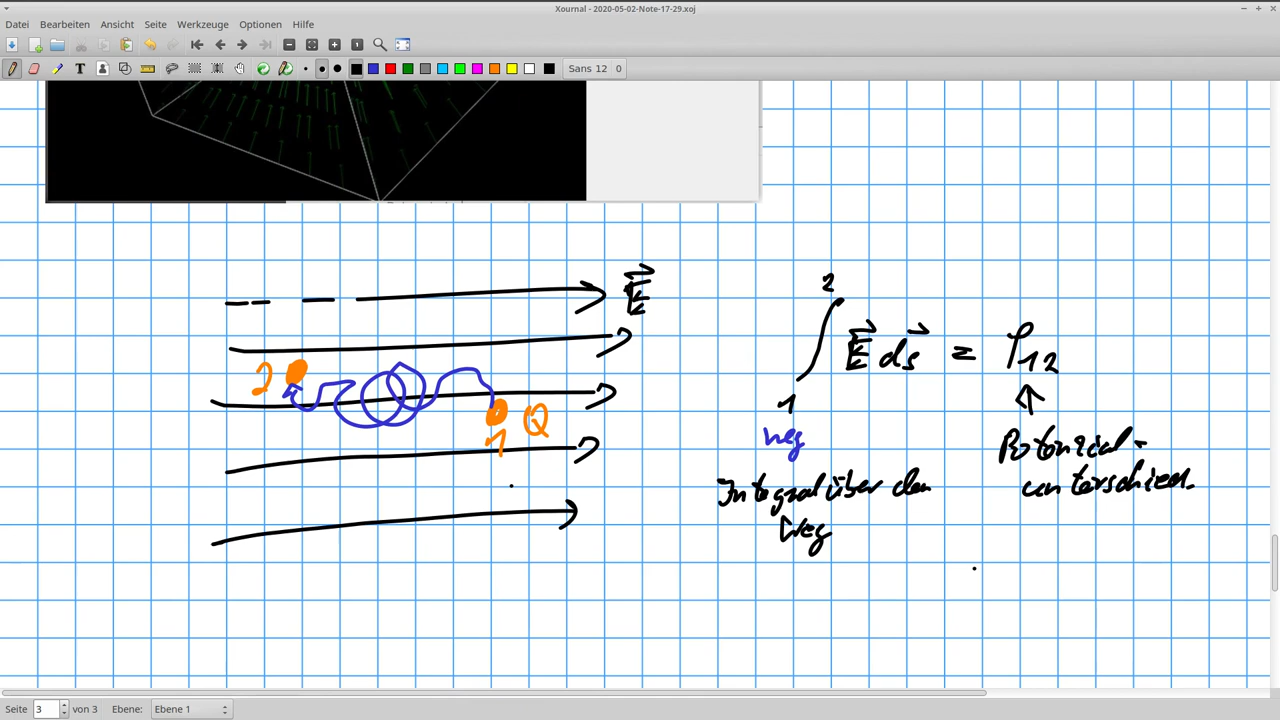 Xournal - 2020-05-02-Note-17-29.xoj
Datei Bearbeiten Ansicht Seite Werkzeuge Optionen Hilfe
Sans 12 0
E
2
1 Q
2
∫ E ds = φ12
1
Weg
Integral über den
Weg
Potenzial-
unterschied.
Seite 3 von 3 Ebene: Ebene 1